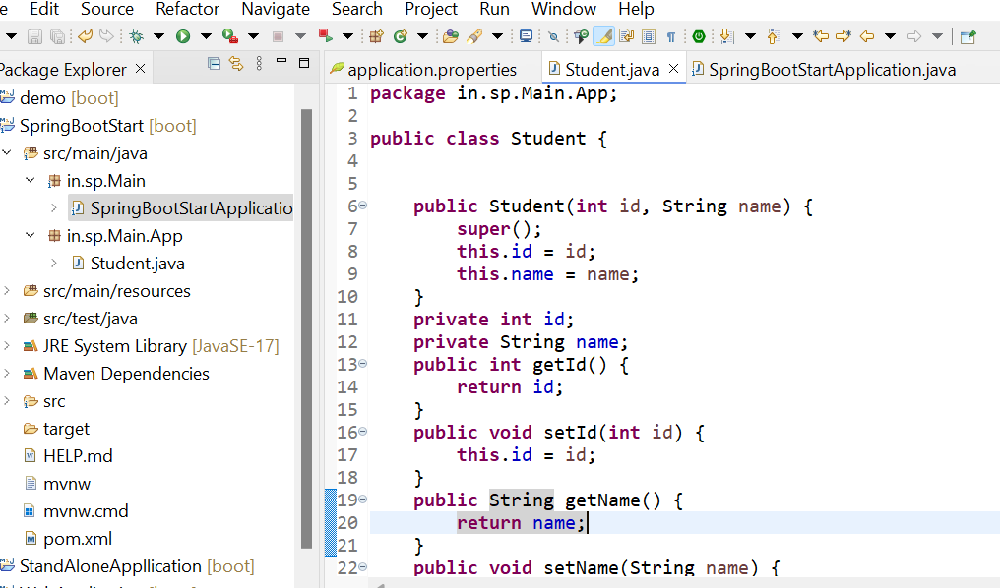 e Edit Source Refactor Navigate Search Project Run Window Help
Package Explorer
application.properties Student.java SpringBootStartApplication.java
demo [boot]
SpringBootStart [boot]
src/main/java
in.sp.Main
SpringBootStartApplicatio
in.sp.Main.App
Student.java
src/main/resources
src/test/java
JRE System Library [JavaSE-17]
Maven Dependencies
src
target
HELP.md
mvnw
mvnw.cmd
pom.xml
StandAloneAppllication [boot]
1 package in.sp.Main.App;
2
3 public class Student {
4
5
6 public Student(int id, String name) {
7 super();
8 this.id = id;
9 this.name = name;
10 }
11 private int id;
12 private String name;
13 public int getId() {
14 return id;
15 }
16 public void setId(int id) {
17 this.id = id;
18 }
19 public String getName() {
20 return name;
21 }
22 public void setName(String name) {